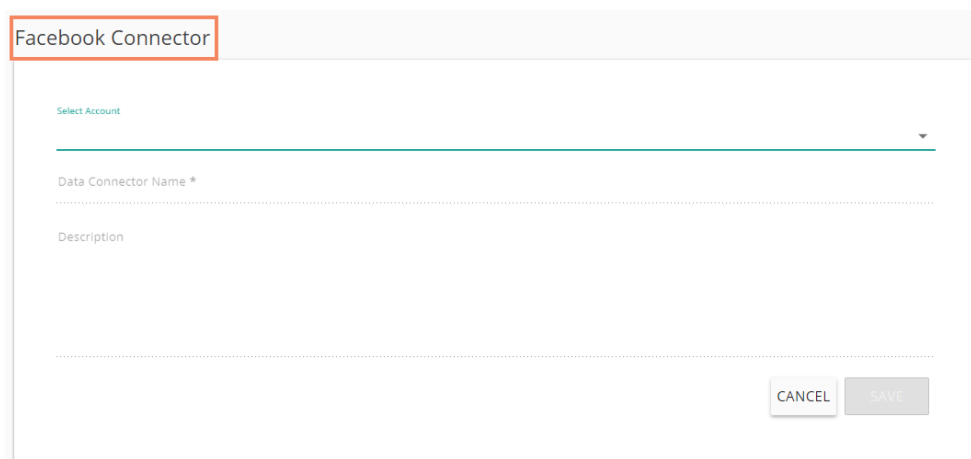 Facebook Connector
Select Account
Data Connector Name *
Description
CANCEL SAVE